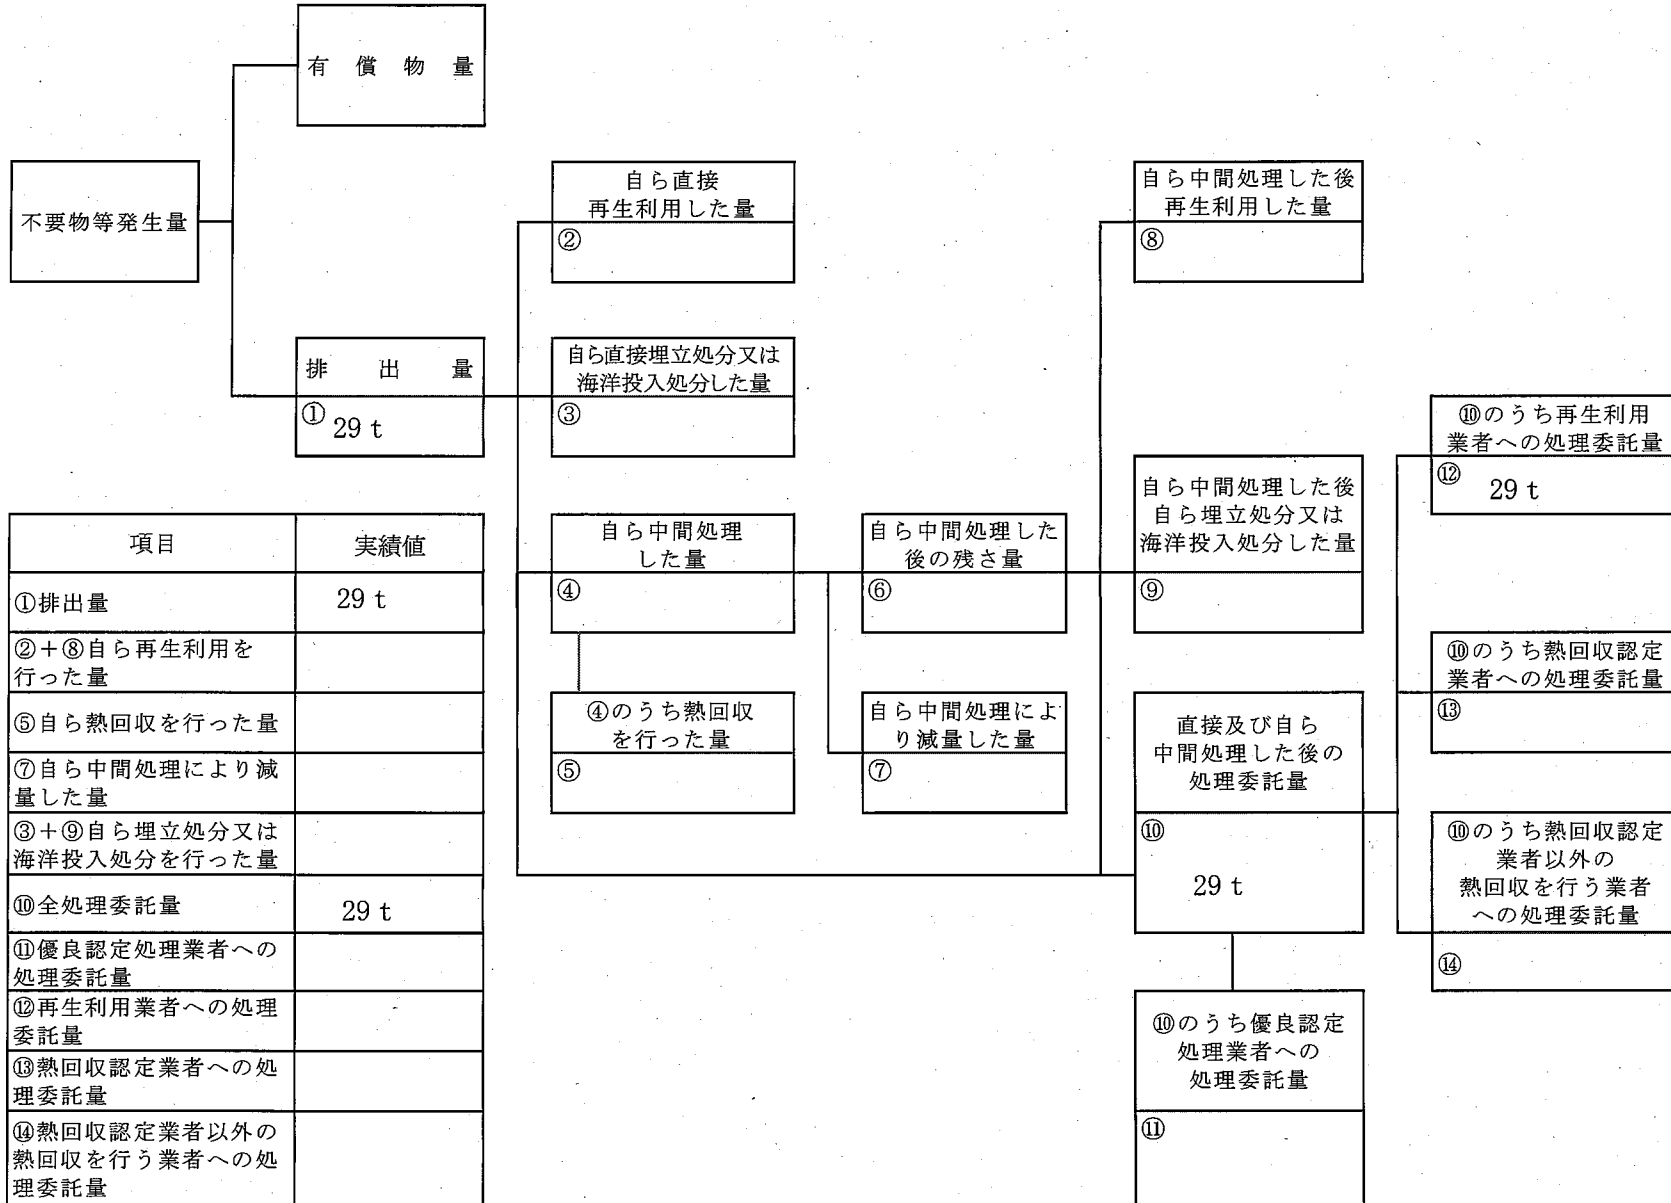 有償物量
不要物等発生量
自ら直接
再生利用した量
②
自ら中間処理した後
再生利用した量
⑧
排出量
①
29 t
自ら直接埋立処分又は
海洋投入処分した量
③
⑩のうち再生利用
業者への処理委託量
⑫
29 t
自ら中間処理した後
自ら埋立処分又は
海洋投入処分した量
⑨
自ら中間処理
した量
④
自ら中間処理した
後の残さ量
⑥
⑩のうち熱回収認定
業者への処理委託量
⑬
④のうち熱回収
を行った量
⑤
自ら中間処理によ
り減量した量
⑦
直接及び自ら
中間処理した後の
処理委託量
⑩
29 t
⑩のうち熱回収認定
業者以外の
熱回収を行う業者
への処理委託量
⑭
⑩のうち優良認定
処理業者への
処理委託量
⑪
項目 実績値
①排出量 29 t
②+⑧自ら再生利用を
行った量
⑤自ら熱回収を行った量
⑦自ら中間処理により減
量した量
③+⑨自ら埋立処分又は
海洋投入処分を行った量
⑩全処理委託量 29 t
⑪優良認定処理業者への
処理委託量
⑫再生利用業者への処理
委託量
⑬熱回収認定業者への処
理委託量
⑭熱回収認定業者以外の
熱回収を行う業者への処
理委託量